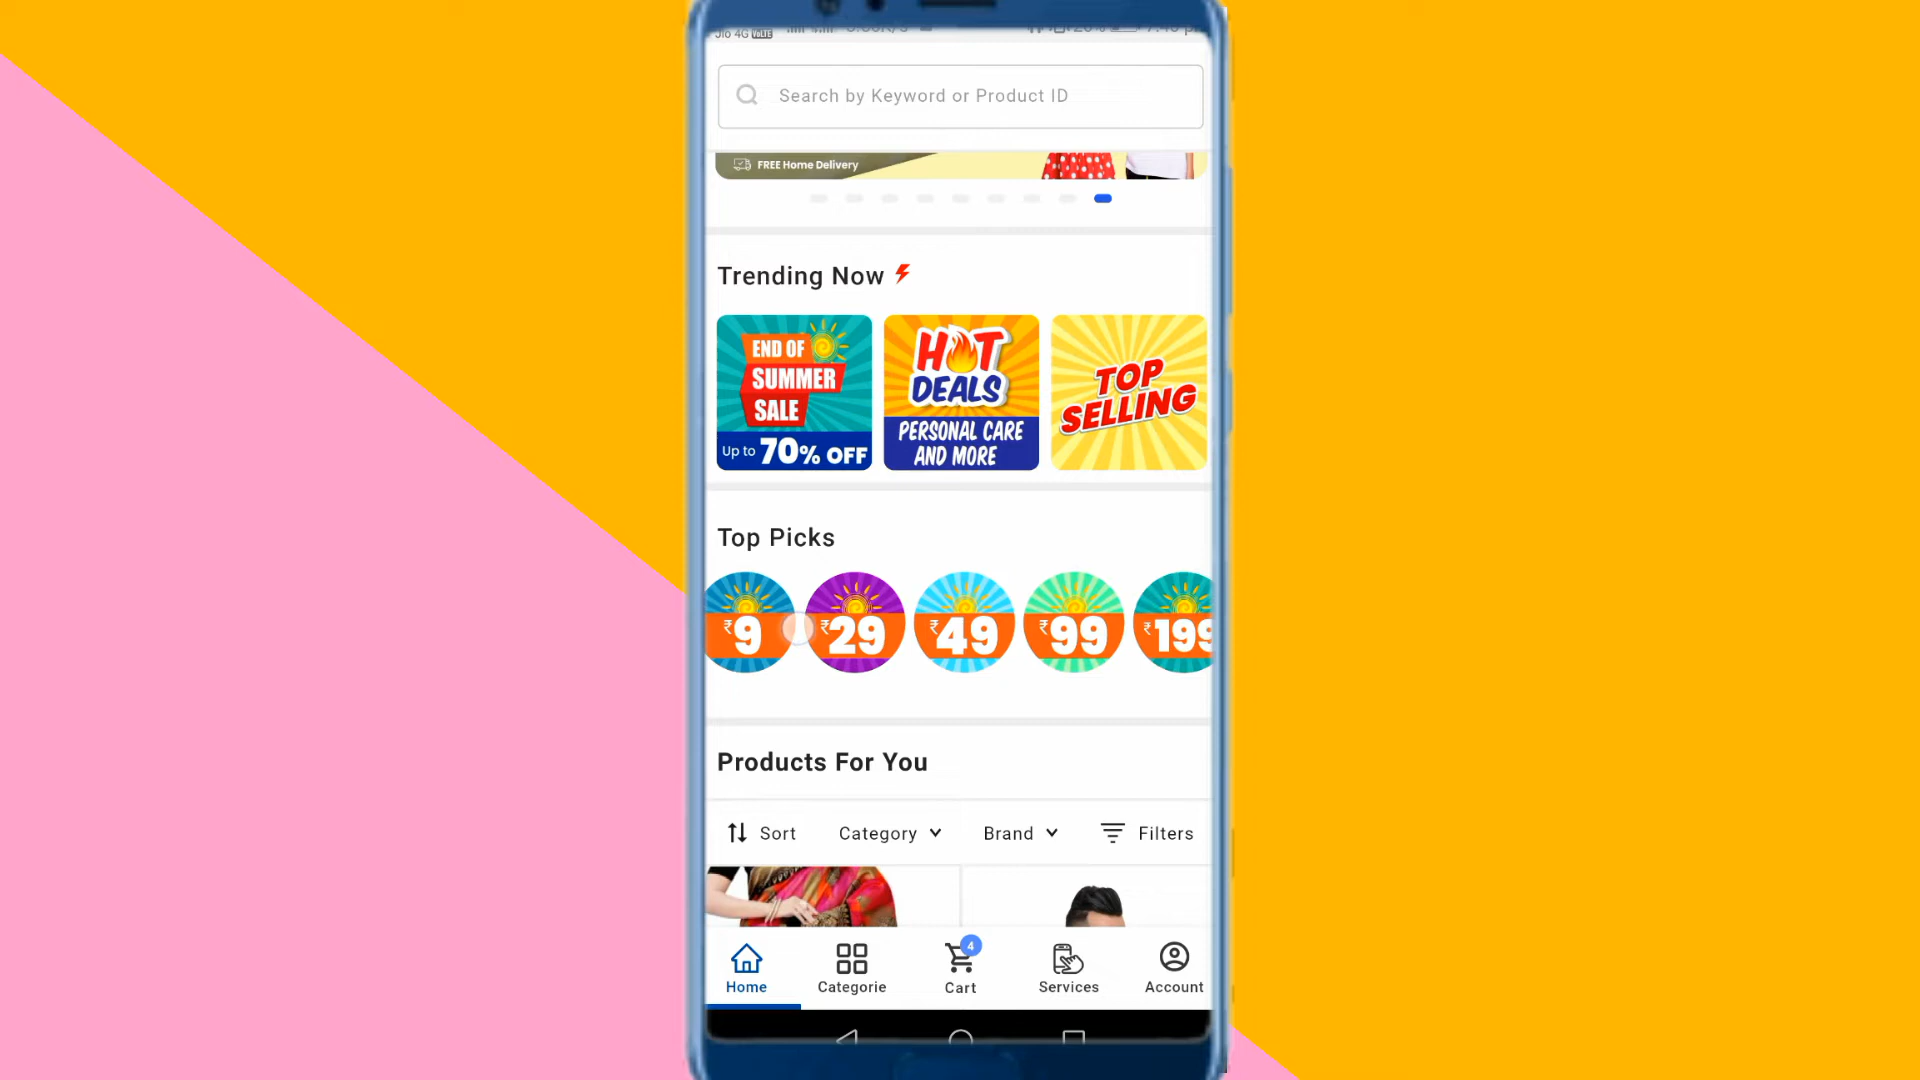 Jio 4G VoLTE
Search by Keyword or Product ID
FREE Home Delivery
Trending Now
END OF
SUMMER
SALE
Up to 70% OFF
HOT
DEALS
PERSONAL CARE
AND MORE
TOP
SELLING
Top Picks
₹9
₹29
₹49
₹99
₹199
Products For You
Sort
Category
Brand
Filters
4
Home
Categorie
Cart
Services
Account